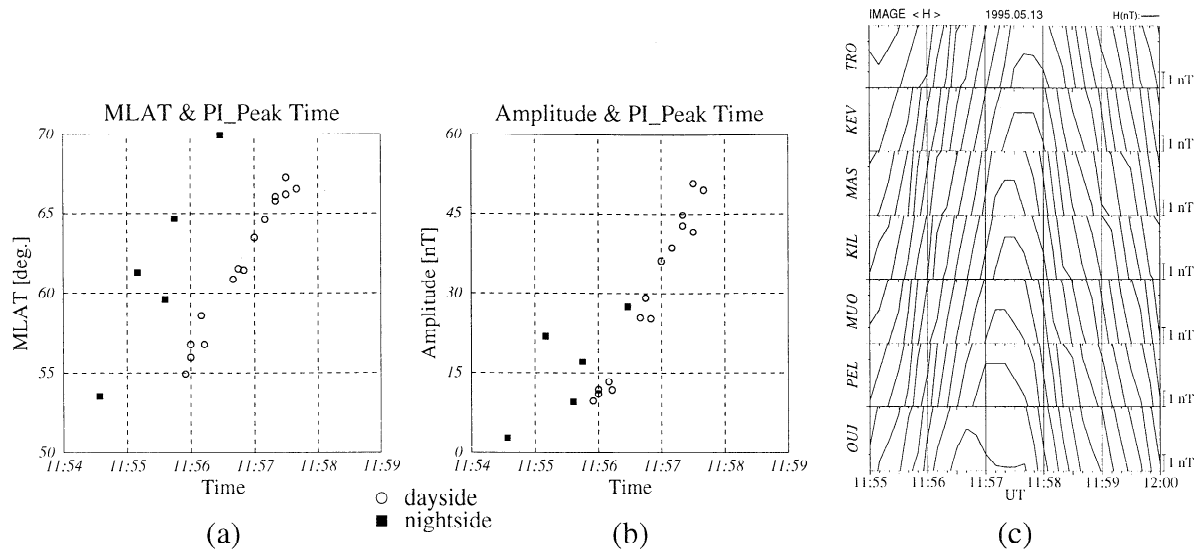 MLAT & PI_Peak Time
70
65
60
55
50
MLAT [deg.]
11:54
11:55
11:56
11:57
11:58
11:59
Time
(a)
Amplitude & PI_Peak Time
60
45
30
15
0
Amplitude [nT]
11:54
11:55
11:56
11:57
11:58
11:59
Time
dayside
nightside
(b)
IMAGE < H > 1995.05.13 H(nT):
TRO
1 nT
KEV
1 nT
MAS
1 nT
KIL
1 nT
MUO
1 nT
PEL
1 nT
OUJ
1 nT
11:55
11:56
11:57
11:58
11:59
12:00
UT
(c)